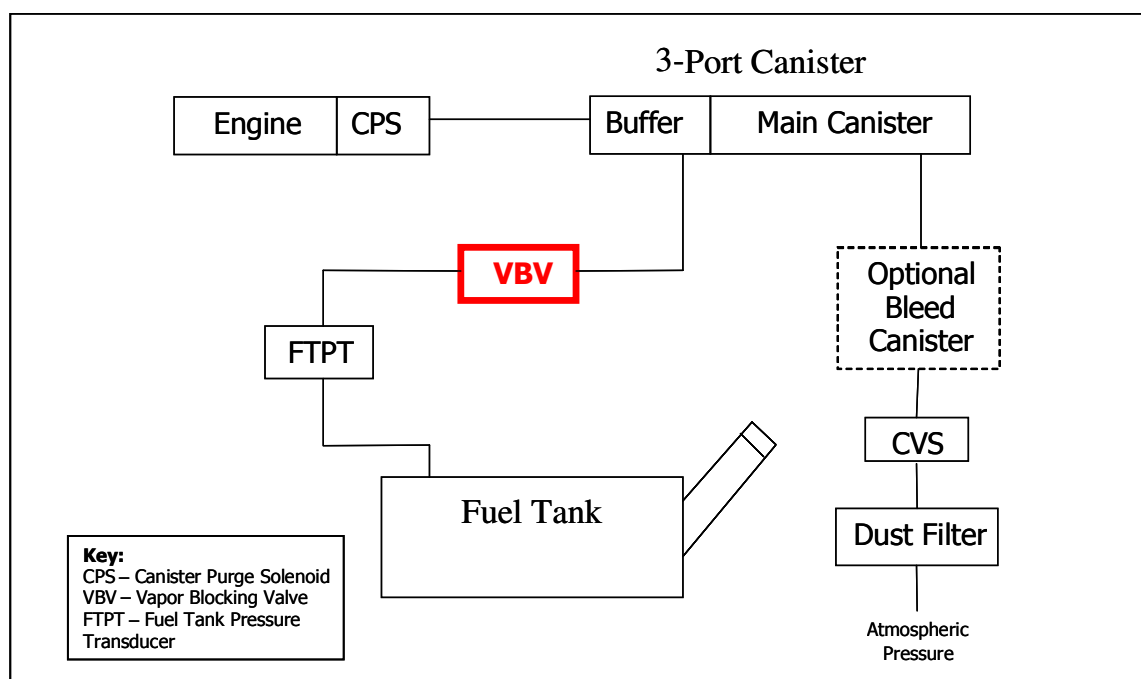 3-Port Canister
Engine
CPS
Buffer
Main Canister
VBV
Optional
Bleed
Canister
FTPT
CVS
Fuel Tank
Dust Filter
Key:
CPS – Canister Purge Solenoid
VBV – Vapor Blocking Valve
FTPT – Fuel Tank Pressure
Transducer
Atmospheric
Pressure